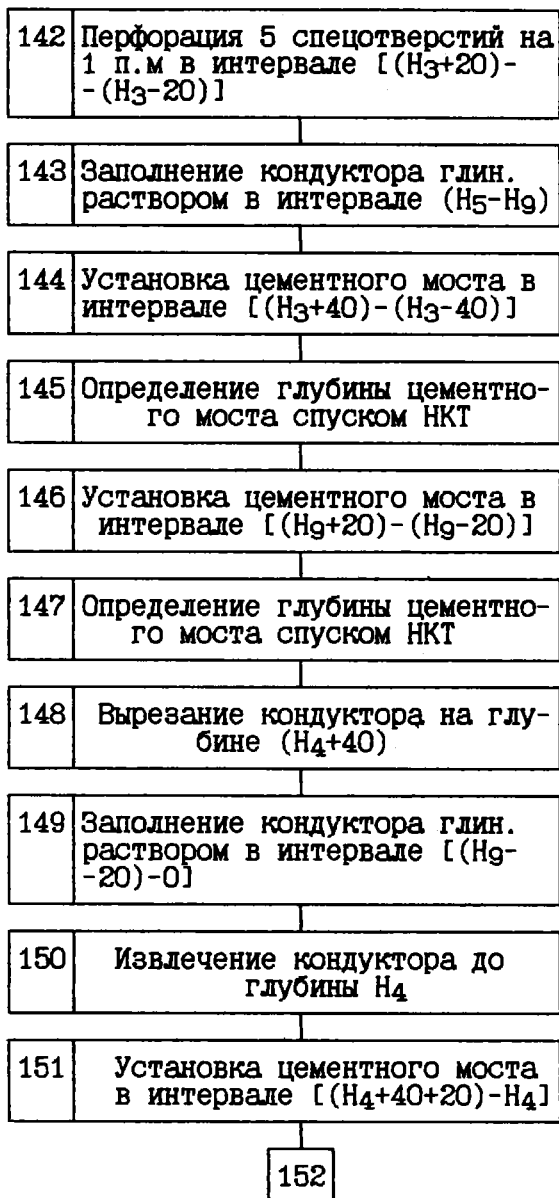 142 Перфорация 5 спецотверстий на
1 п.м в интервале [(H3+20)-
-(H3-20)]
143 Заполнение кондуктора глин.
раствором в интервале (H5-H9)
144 Установка цементного моста в
интервале [(H3+40)-(H3-40)]
145 Определение глубины цементно-
го моста спуском НКТ
146 Установка цементного моста в
интервале [(H9+20)-(H9-20)]
147 Определение глубины цементно-
го моста спуском НКТ
148 Вырезание кондуктора на глу-
бине (H4+40)
149 Заполнение кондуктора глин.
раствором в интервале [(H9-
-20)-0]
150 Извлечение кондуктора до
глубины H4
151 Установка цементного моста
в интервале [(H4+40+20)-H4]
152